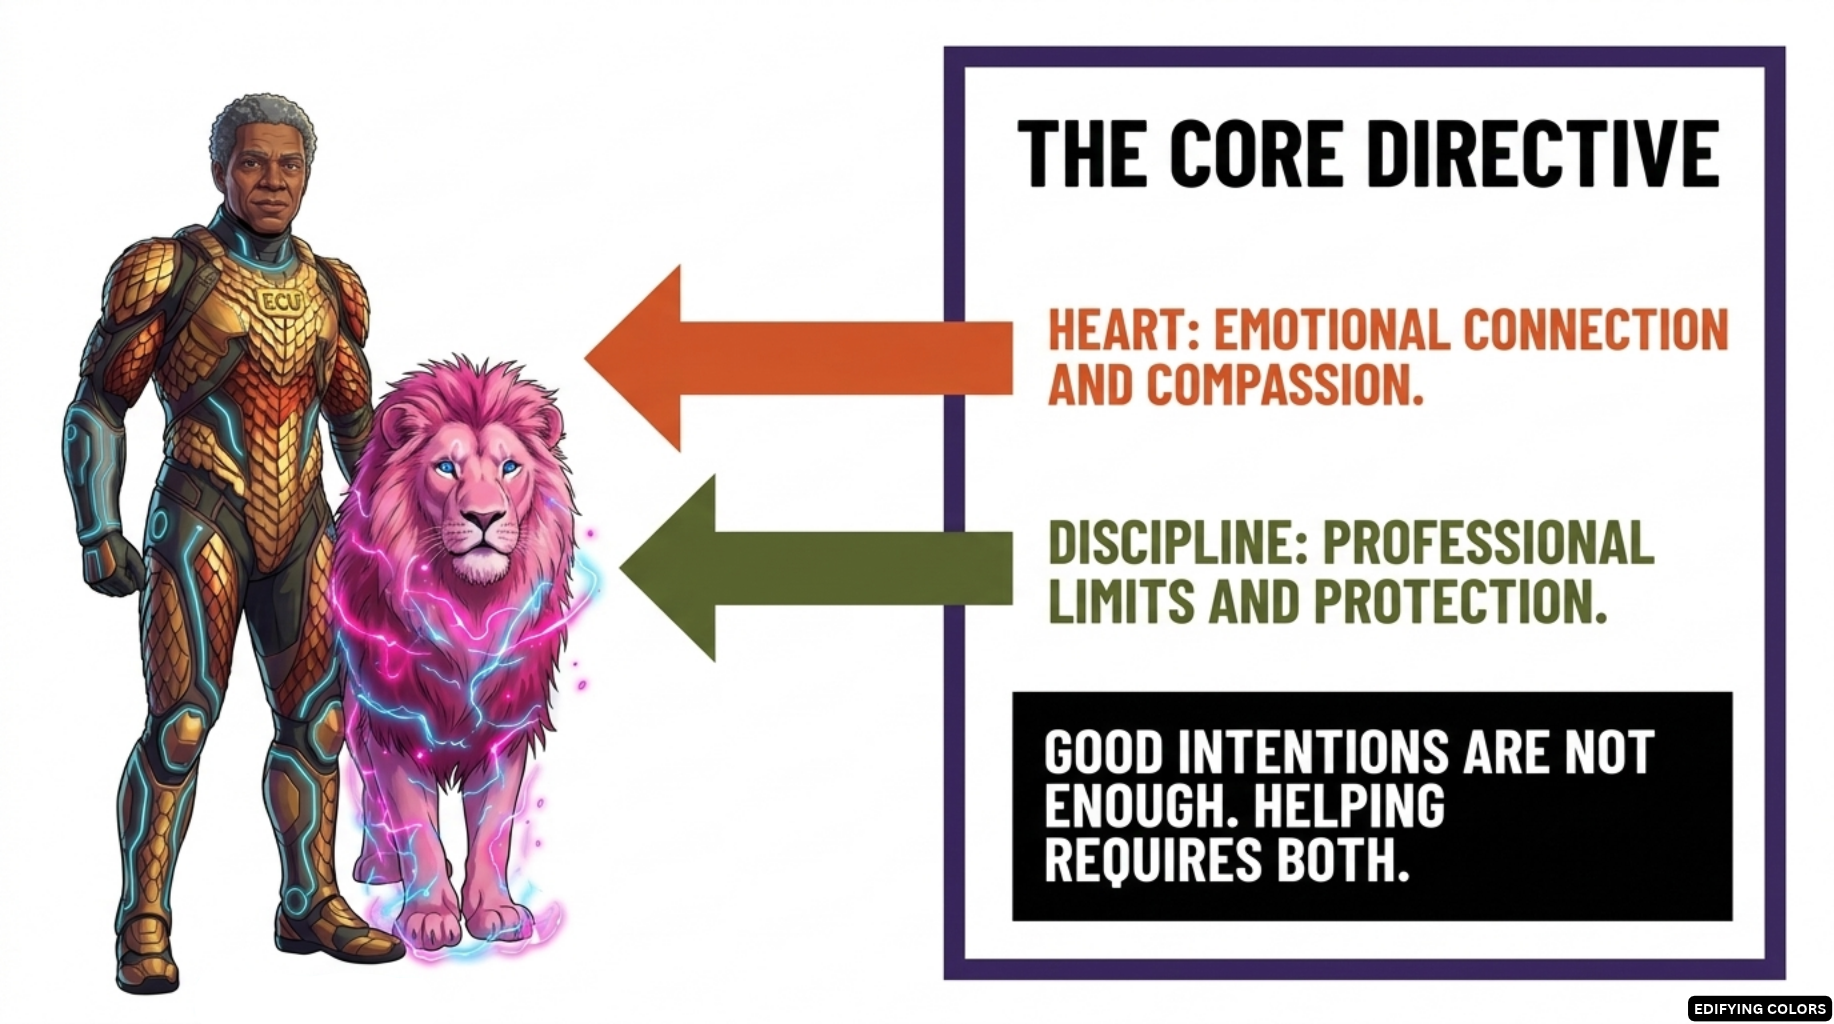 ECU
THE CORE DIRECTIVE
HEART: EMOTIONAL CONNECTION
AND COMPASSION.
DISCIPLINE: PROFESSIONAL
LIMITS AND PROTECTION.
GOOD INTENTIONS ARE NOT
ENOUGH. HELPING
REQUIRES BOTH.
EDIFYING COLORS